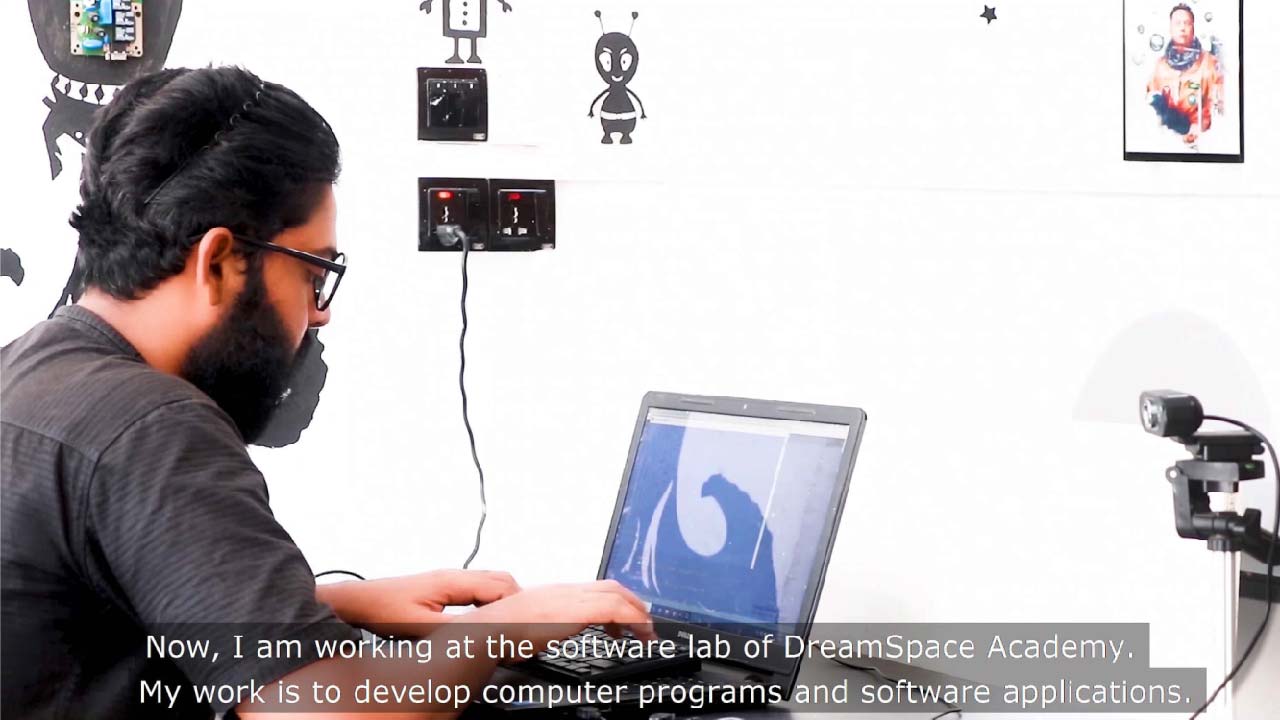 Now, I am working at the software lab of DreamSpace Academy.
My work is to develop computer programs and software applications.